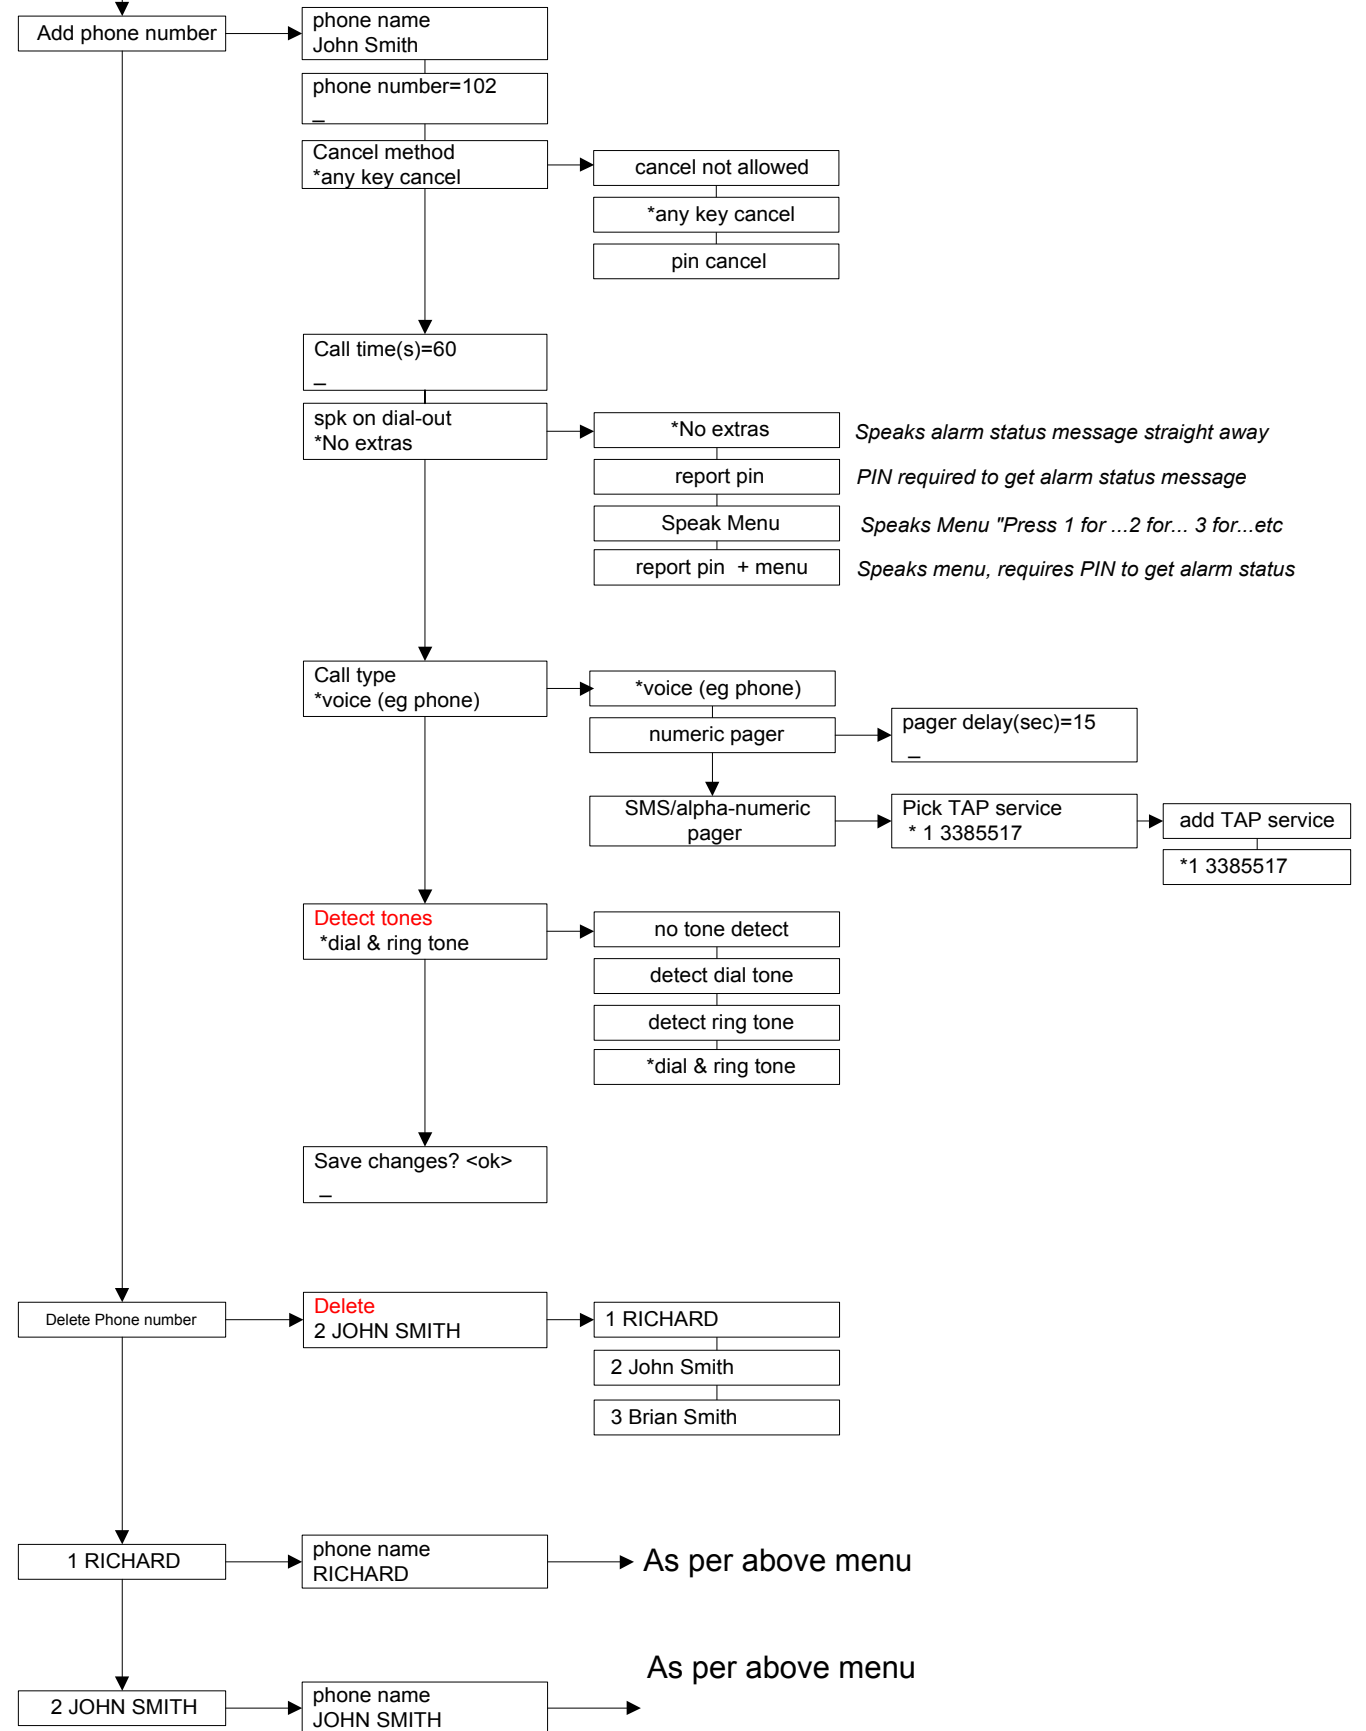 Add phone number
phone name
John Smith
phone number=102
_
Cancel method
*any key cancel
cancel not allowed
*any key cancel
pin cancel
Call time(s)=60
_
spk on dial-out
*No extras
*No extras
Speaks alarm status message straight away
report pin
PIN required to get alarm status message
Speak Menu
Speaks Menu "Press 1 for ...2 for... 3 for...etc
report pin + menu
Speaks menu, requires PIN to get alarm status
Call type
*voice (eg phone)
*voice (eg phone)
numeric pager
pager delay(sec)=15
_
SMS/alpha-numeric
pager
Pick TAP service
* 1 3385517
add TAP service
*1 3385517
Detect tones
*dial & ring tone
no tone detect
detect dial tone
detect ring tone
*dial & ring tone
Save changes? <ok>
_
Delete Phone number
Delete
2 JOHN SMITH
1 RICHARD
2 John Smith
3 Brian Smith
1 RICHARD
phone name
RICHARD
As per above menu
2 JOHN SMITH
phone name
JOHN SMITH
As per above menu